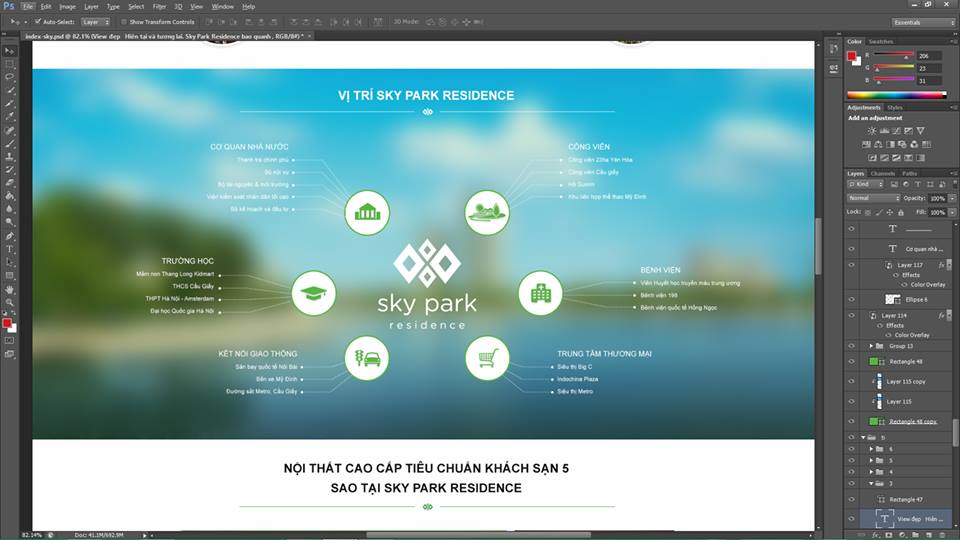 Ps File Edit Image Layer Type Select Filter 3D View Window Help
Auto-Select: Layer Show Transform Controls 3D Mode: Essentials
index-sky.psd @ 82.1% (View đẹp Hiện tại và tương lai. Sky Park Residence bao quanh , RGB/8#) *
VỊ TRÍ SKY PARK RESIDENCE
CƠ QUAN NHÀ NƯỚC
Thanh tra chính phủ
Bộ nội vụ
Bộ tài nguyên & môi trường
Viện kiểm soát nhân dân tối cao
Bộ kế hoạch và đầu tư
CÔNG VIÊN
Công viên 23ha Yên Hòa
Công viên Cầu giấy
Khu liên hợp thể thao Mỹ Đình
TRƯỜNG HỌC
Mầm non Thang Long Kidmart
THCS Cầu Giấy
THPT Hà Nội - Amsterdam
Đại học Quốc gia Hà Nội
sky park
residence
BỆNH VIỆN
Viện Huyết học truyền máu trung ương
Bệnh viện 198
Bệnh viện quốc tế Hồng Ngọc
KẾT NỐI GIAO THÔNG
Sân bay quốc tế Nội Bài
Bến xe Mỹ Đình
Đường sắt Metro, Cầu Giấy
TRUNG TÂM THƯƠNG MẠI
Siêu thị Big C
Indochina Plaza
Siêu thị Metro
NỘI THẤT CAO CẤP TIÊU CHUẨN KHÁCH SẠN 5
SAO TẠI SKY PARK RESIDENCE
82.14% Doc: 41.1M/692.9M
Color Swatches
R 206
G 23
B 31
Adjustments Styles
Add an adjustment
Layers Channels Paths
Kind
Normal Opacity: 100%
Lock: Fill: 100%
Cơ quan nhà ...
Layer 117 fx
Effects
Color Overlay
Ellipse 6
Layer 114 fx
Effects
Color Overlay
Group 13
Rectangle 48
Layer 115 copy
Layer 115
Rectangle 48 copy
6
5
4
3
Rectangle 47
View đẹp Hiện ...